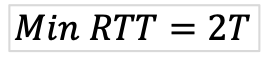 Min RTT = 2T